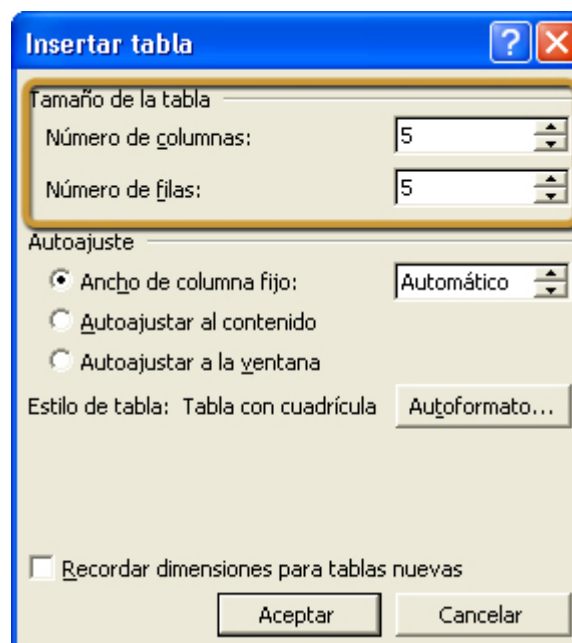 Insertar tabla
Tamaño de la tabla
Número de columnas: 5
Número de filas: 5
Autoajuste
Ancho de columna fijo: Automático
Autoajustar al contenido
Autoajustar a la ventana
Estilo de tabla: Tabla con cuadrícula Autoformato...
Recordar dimensiones para tablas nuevas
Aceptar Cancelar